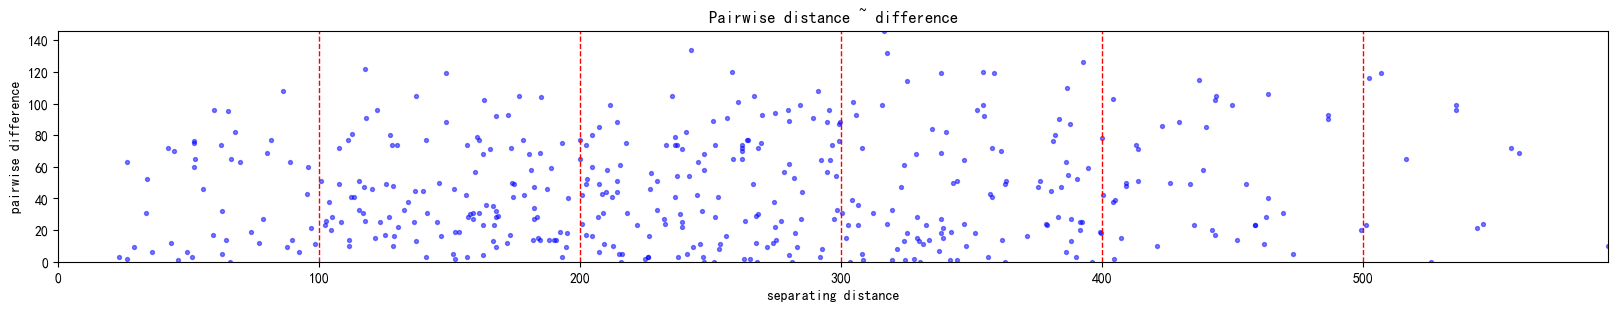 Pairwise distance ~ difference
pairwise difference
140
120
100
80
60
40
20
0
0 100 200 300 400 500
separating distance